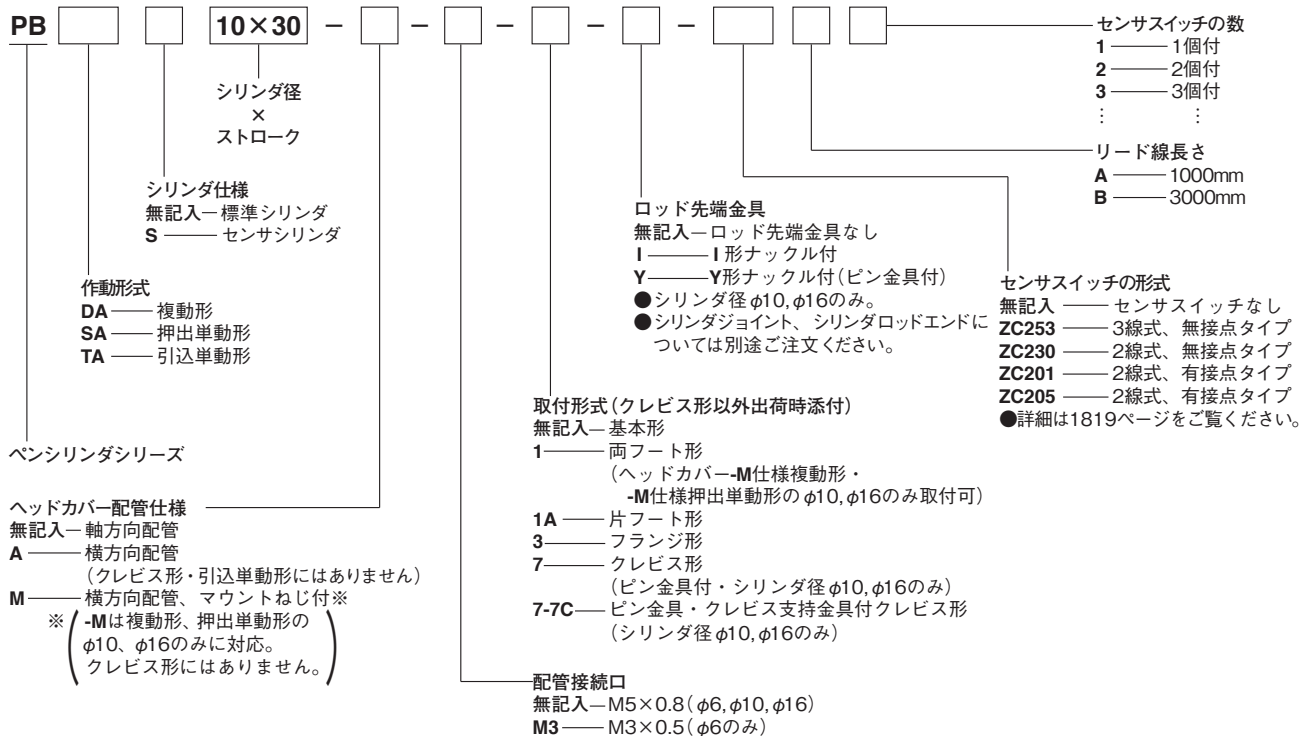 PB 10×30 － － － － －
シリンダ径
×
ストローク
シリンダ仕様
無記入―標準シリンダ
S ―― センサシリンダ
作動形式
DA ―― 複動形
SA ―― 押出単動形
TA ―― 引込単動形
ペンシリンダシリーズ
ヘッドカバー配管仕様
無記入―軸方向配管
A ―― 横方向配管
（クレビス形・引込単動形にはありません）
M ―― 横方向配管、マウントねじ付※
※（-Mは複動形、押出単動形の
φ10、φ16のみに対応。
クレビス形にはありません。）
配管接続口
無記入―M5×0.8（φ6,φ10,φ16）
M3 ―― M3×0.5（φ6のみ）
取付形式（クレビス形以外出荷時添付）
無記入―基本形
1 ―― 両フート形
（ヘッドカバー-M仕様複動形・
-M仕様押出単動形のφ10,φ16のみ取付可）
1A ―― 片フート形
3 ―― フランジ形
7 ―― クレビス形
（ピン金具付・シリンダ径φ10,φ16のみ）
7-7C ―― ピン金具・クレビス支持金具付クレビス形
（シリンダ径φ10,φ16のみ）
ロッド先端金具
無記入―ロッド先端金具なし
I ―― I形ナックル付
Y ―― Y形ナックル付（ピン金具付）
●シリンダ径φ10,φ16のみ。
●シリンダジョイント、シリンダロッドエンドに
ついては別途ご注文ください。
センサスイッチの形式
無記入 ―― センサスイッチなし
ZC253 ―― 3線式、無接点タイプ
ZC230 ―― 2線式、無接点タイプ
ZC201 ―― 2線式、有接点タイプ
ZC205 ―― 2線式、有接点タイプ
●詳細は1819ページをご覧ください。
リード線長さ
A ―― 1000mm
B ―― 3000mm
センサスイッチの数
1 ―― 1個付
2 ―― 2個付
3 ―― 3個付
⋮ ⋮